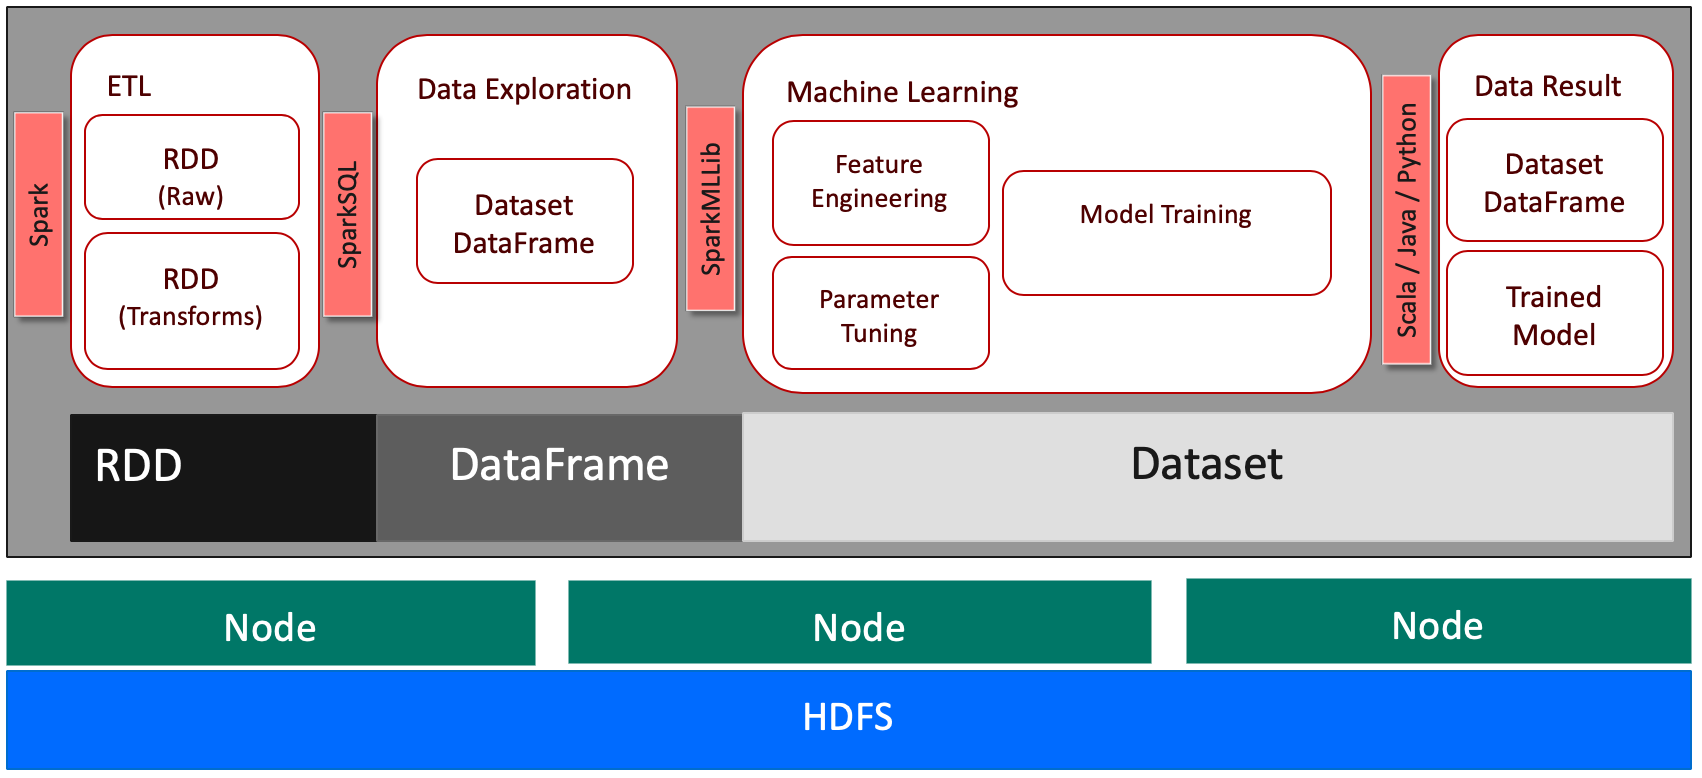 Spark
ETL
RDD
(Raw)
RDD
(Transforms)
SparkSQL
Data Exploration
Dataset
DataFrame
SparkMLLib
Machine Learning
Feature
Engineering
Parameter
Tuning
Model Training
Scala / Java / Python
Data Result
Dataset
DataFrame
Trained
Model
RDD
DataFrame
Dataset
Node
Node
Node
HDFS